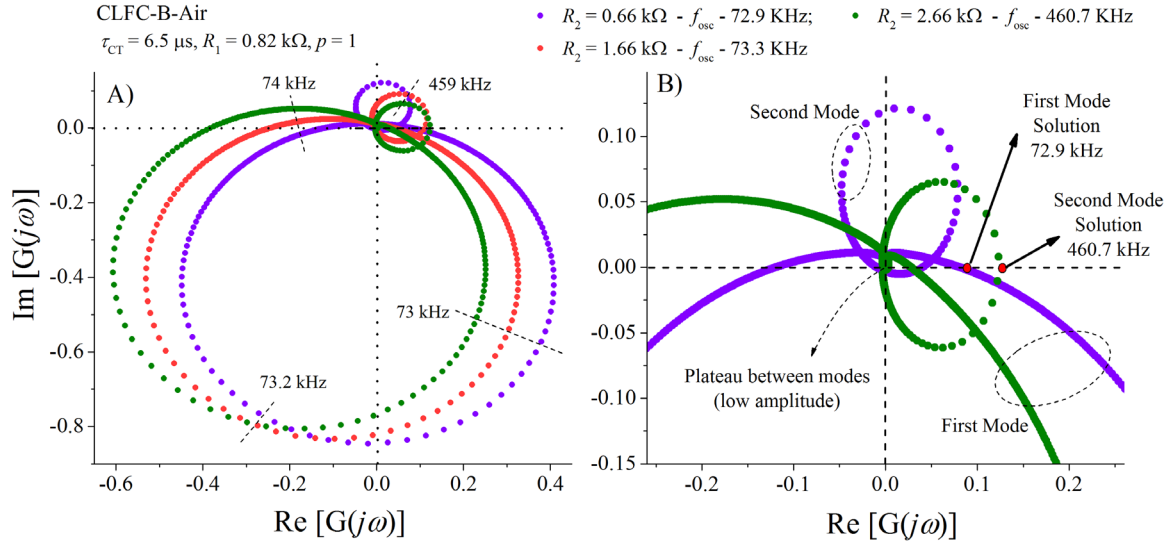 CLFC-B-Air
τCT = 6.5 μs, R1 = 0.82 kΩ, p = 1
R2 = 0.66 kΩ - fosc - 72.9 KHz;
R2 = 2.66 kΩ - fosc - 460.7 KHz
R2 = 1.66 kΩ - fosc - 73.3 KHz
A)
74 kHz
459 kHz
73 kHz
73.2 kHz
0.0
-0.2
-0.4
-0.6
-0.8
-0.6
-0.4
-0.2
0.0
0.2
0.4
Im [G(jω)]
Re [G(jω)]
B)
Second Mode
First Mode
Solution
72.9 kHz
Second Mode
Solution
460.7 kHz
Plateau between modes
(low amplitude)
First Mode
0.10
0.05
0.00
-0.05
-0.10
-0.15
-0.2
-0.1
0.0
0.1
0.2
Re [G(jω)]